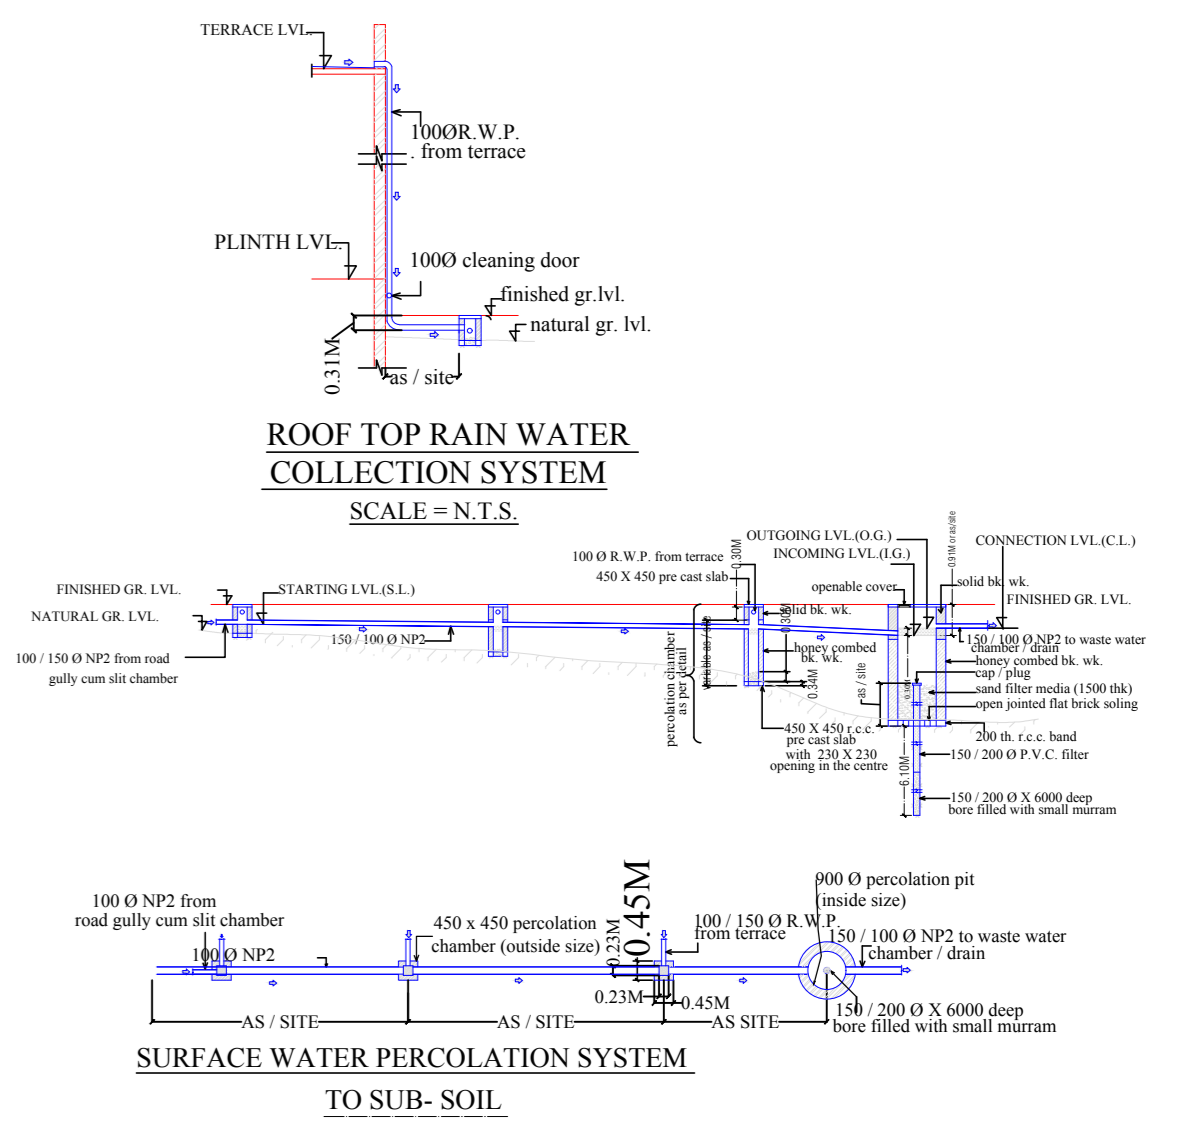 TERRACE LVL.
100ØR.W.P.
. from terrace
PLINTH LVL.
100Ø cleaning door
finished gr.lvl.
natural gr. lvl.
0.31M
as / site
ROOF TOP RAIN WATER
COLLECTION SYSTEM
SCALE = N.T.S.
OUTGOING LVL.(O.G.)
INCOMING LVL.(I.G.)
0.91M or as/site
CONNECTION LVL.(C.L.)
100 Ø R.W.P. from terrace
0.30M
450 X 450 pre cast slab
openable cover
solid bk. wk.
FINISHED GR. LVL.
STARTING LVL.(S.L.)
FINISHED GR. LVL.
NATURAL GR. LVL.
solid bk. wk.
150 / 100 Ø NP2
150 / 100 Ø NP2 to waste water
chamber / drain
100 / 150 Ø NP2 from road
gully cum slit chamber
percolation chamber
as per detail
variable as / site
honey combed
bk. wk.
0.34M
honey combed bk. wk.
cap / plug
as / site
sand filter media (1500 thk)
open jointed flat brick soling
450 X 450 r.c.c.
pre cast slab
with 230 X 230
opening in the centre
200 th. r.c.c. band
150 / 200 Ø P.V.C. filter
6.10M
150 / 200 Ø X 6000 deep
bore filled with small murram
100 Ø NP2 from
road gully cum slit chamber
100 Ø NP2
450 x 450 percolation
chamber (outside size)
0.23M
0.45M
100 / 150 Ø R.W.P.
from terrace
900 Ø percolation pit
(inside size)
150 / 100 Ø NP2 to waste water
chamber / drain
0.23M
0.45M
150 / 200 Ø X 6000 deep
bore filled with small murram
AS / SITE
AS / SITE
AS SITE
SURFACE WATER PERCOLATION SYSTEM
TO SUB- SOIL